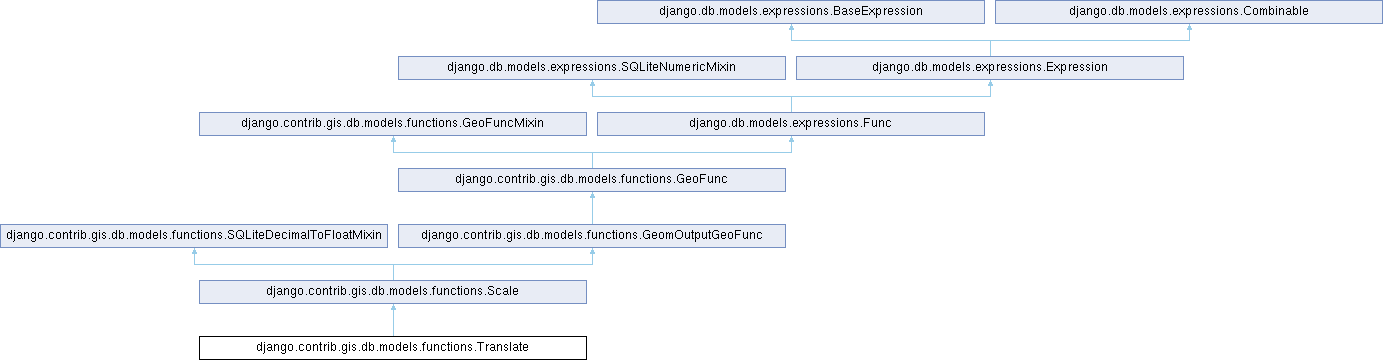 django.db.models.expressions.BaseExpression
django.db.models.expressions.Combinable
django.db.models.expressions.SQLiteNumericMixin
django.db.models.expressions.Expression
django.contrib.gis.db.models.functions.GeoFuncMixin
django.db.models.expressions.Func
django.contrib.gis.db.models.functions.GeoFunc
django.contrib.gis.db.models.functions.SQLiteDecimalToFloatMixin
django.contrib.gis.db.models.functions.GeomOutputGeoFunc
django.contrib.gis.db.models.functions.Scale
django.contrib.gis.db.models.functions.Translate